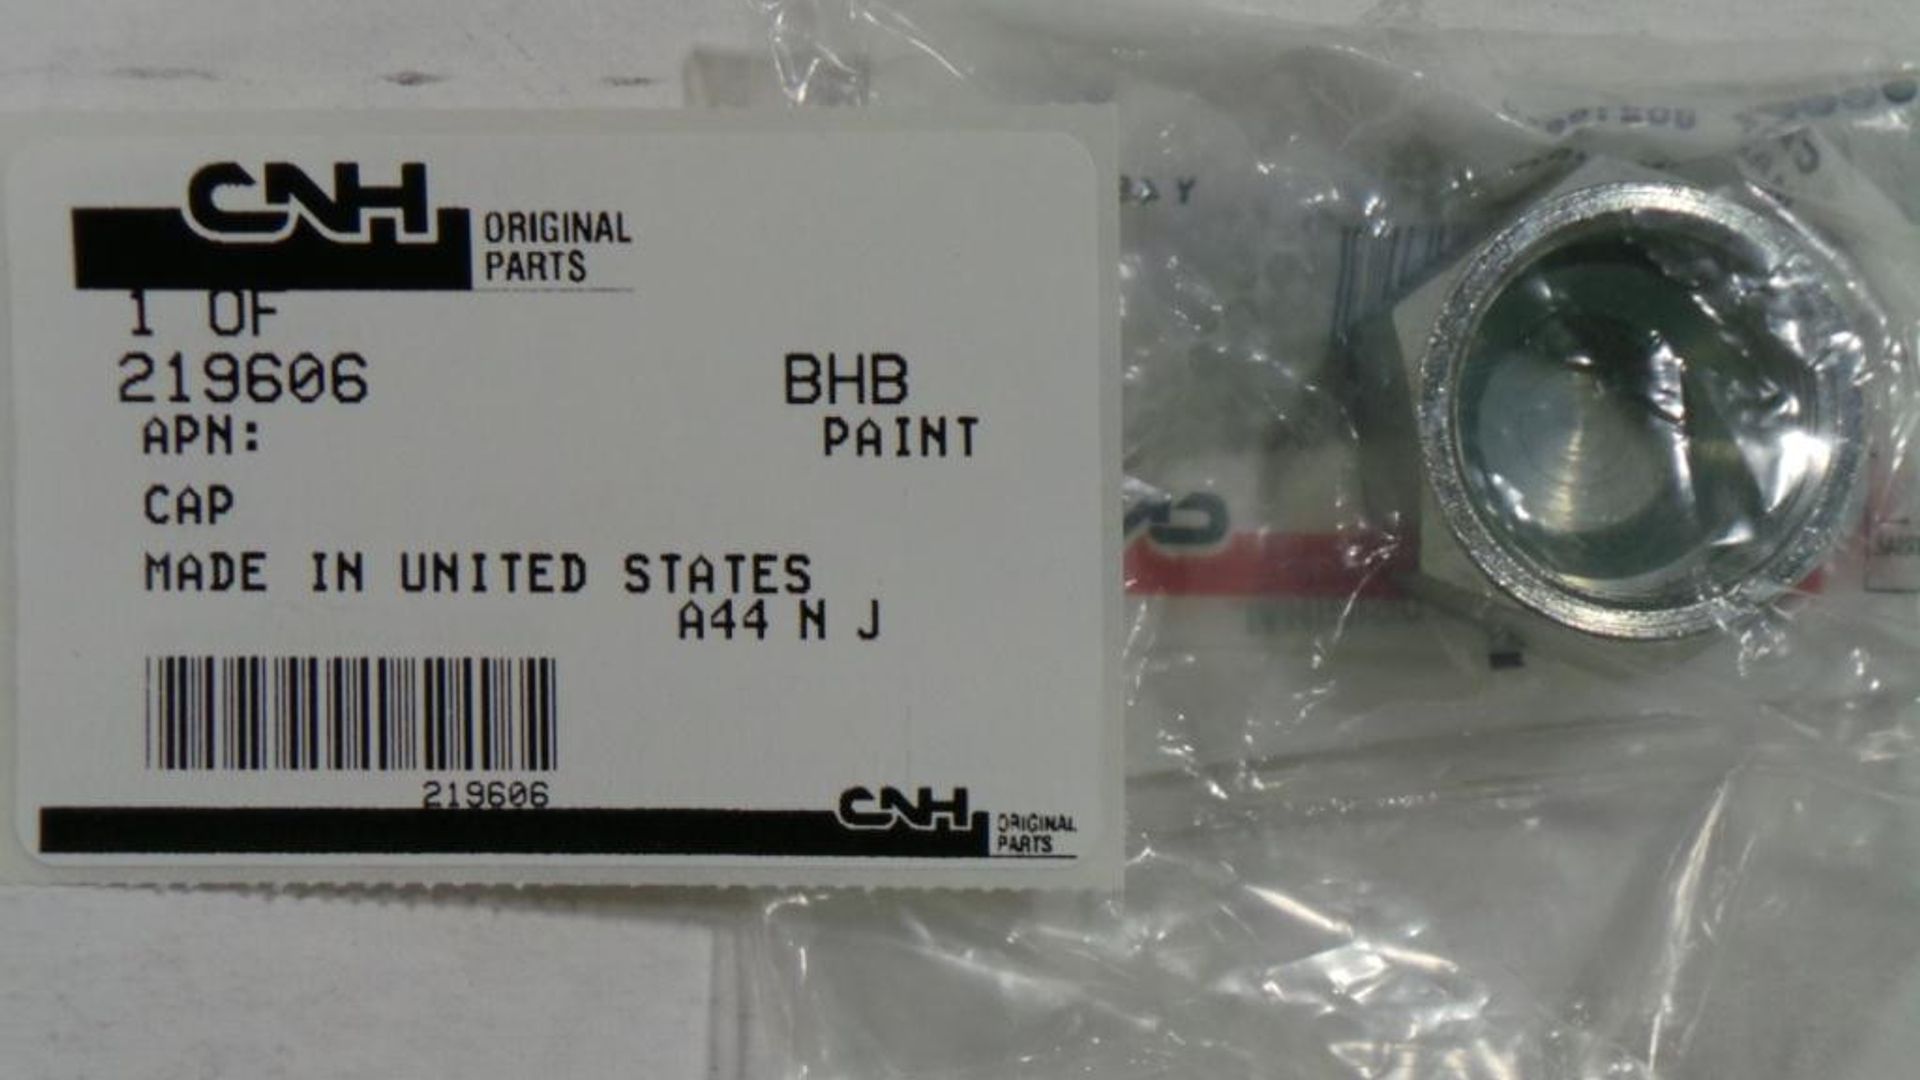 CNH ORIGINAL
PARTS
1 OF
219606 BHB
APN: PAINT
CAP
MADE IN UNITED STATES
A44 N J
219606
CNH ORIGINAL
PARTS